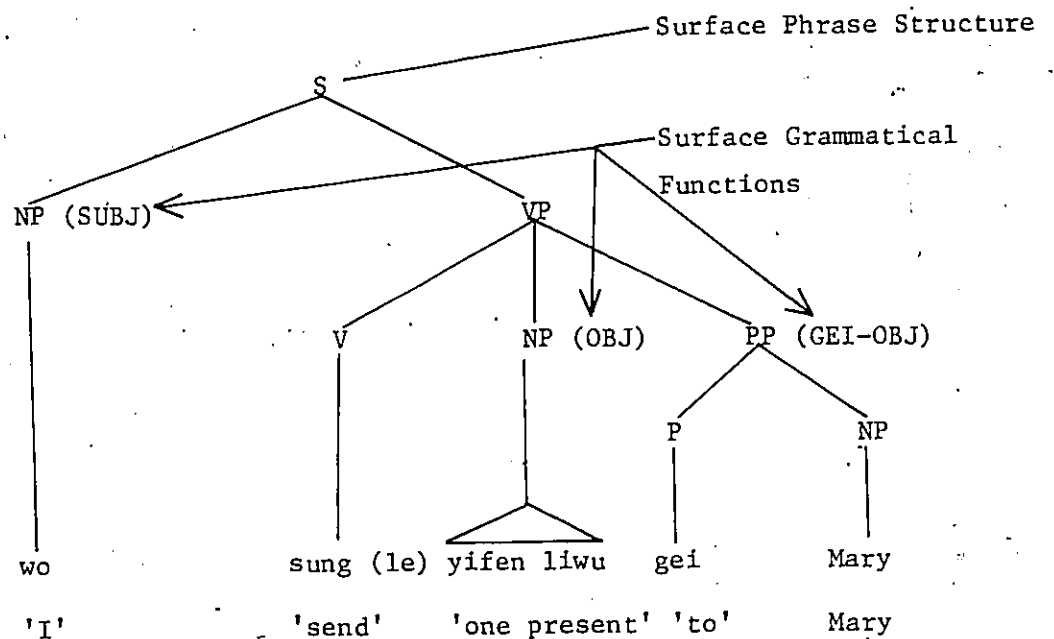 Surface Phrase Structure
S
Surface Grammatical
Functions
NP (SUBJ)
VP
V
NP (OBJ)
PP (GEI-OBJ)
P
NP
wo
sung (le)
yifen liwu
gei
Mary
'I'
'send'
'one present'
'to'
Mary